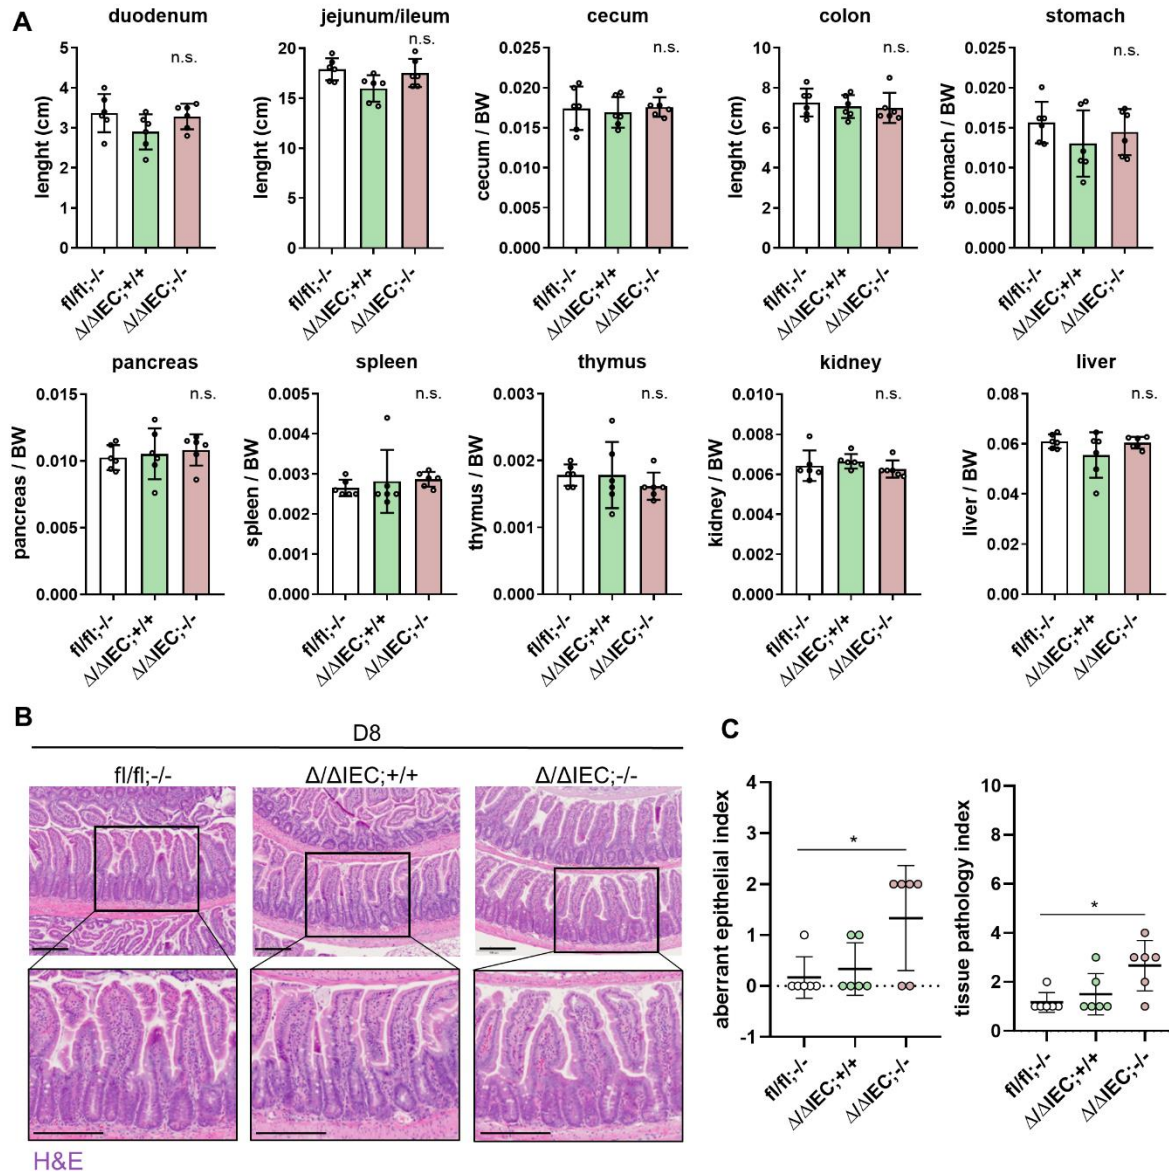 A
duodenum
jejunum/ileum
cecum
colon
stomach
n.s.
n.s.
n.s.
n.s.
n.s.
lenght (cm)
5
4
3
2
1
0
lenght (cm)
20
15
10
5
0
cecum / BW
0.025
0.020
0.015
0.010
0.005
0.000
lenght (cm)
10
8
6
4
2
0
stomach / BW
0.025
0.020
0.015
0.010
0.005
0.000
fl/fl;-/-
Δ/ΔIEC;+/+
Δ/ΔIEC;-/-
fl/fl;-/-
Δ/ΔIEC;+/+
Δ/ΔIEC;-/-
fl/fl;-/-
Δ/ΔIEC;+/+
Δ/ΔIEC;-/-
fl/fl;-/-
Δ/ΔIEC;+/+
Δ/ΔIEC;-/-
fl/fl;-/-
Δ/ΔIEC;+/+
Δ/ΔIEC;-/-
pancreas
spleen
thymus
kidney
liver
n.s.
n.s.
n.s.
n.s.
n.s.
pancreas / BW
0.015
0.010
0.005
0.000
spleen / BW
0.005
0.004
0.003
0.002
0.001
0.000
thymus / BW
0.003
0.002
0.001
0.000
kidney / BW
0.010
0.008
0.006
0.004
0.002
0.000
liver / BW
0.08
0.06
0.04
0.02
0.00
fl/fl;-/-
Δ/ΔIEC;+/+
Δ/ΔIEC;-/-
fl/fl;-/-
Δ/ΔIEC;+/+
Δ/ΔIEC;-/-
fl/fl;-/-
Δ/ΔIEC;+/+
Δ/ΔIEC;-/-
fl/fl;-/-
Δ/ΔIEC;+/+
Δ/ΔIEC;-/-
fl/fl;-/-
Δ/ΔIEC;+/+
Δ/ΔIEC;-/-
B
D8
fl/fl;-/-
Δ/ΔIEC;+/+
Δ/ΔIEC;-/-
H&E
C
aberrant epithelial index
4
3
2
1
0
-1
*
fl/fl;-/-
Δ/ΔIEC;+/+
Δ/ΔIEC;-/-
tissue pathology index
10
8
6
4
2
0
*
fl/fl;-/-
Δ/ΔIEC;+/+
Δ/ΔIEC;-/-